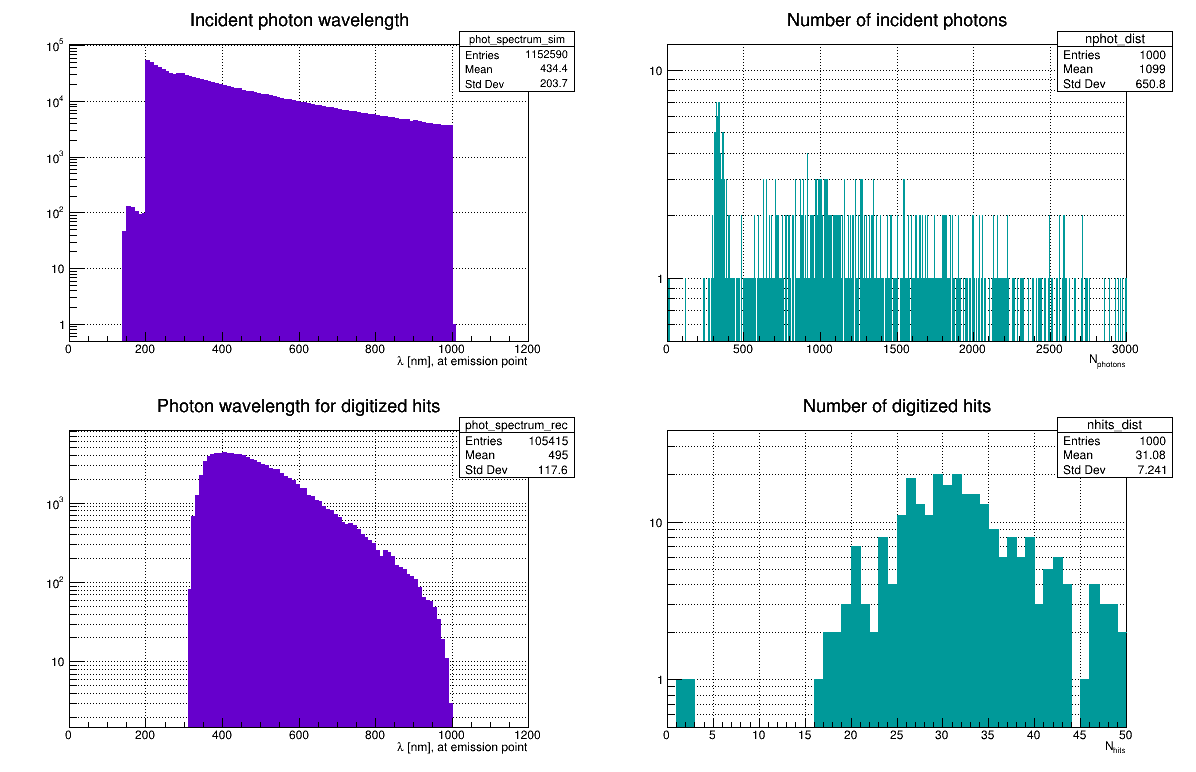 Incident photon wavelength
phot_spectrum_sim
Entries 1152590
Mean 434.4
Std Dev 203.7
10^5
10^4
10^3
10^2
10
1
0 200 400 600 800 1000 1200
λ [nm], at emission point
Number of incident photons
nphot_dist
Entries 1000
Mean 1099
Std Dev 650.8
10
1
0 500 1000 1500 2000 2500 3000
N_photons
Photon wavelength for digitized hits
phot_spectrum_rec
Entries 105415
Mean 495
Std Dev 117.6
10^3
10^2
10
0 200 400 600 800 1000 1200
λ [nm], at emission point
Number of digitized hits
nhits_dist
Entries 1000
Mean 31.08
Std Dev 7.241
10
1
0 5 10 15 20 25 30 35 40 45 50
N_hits